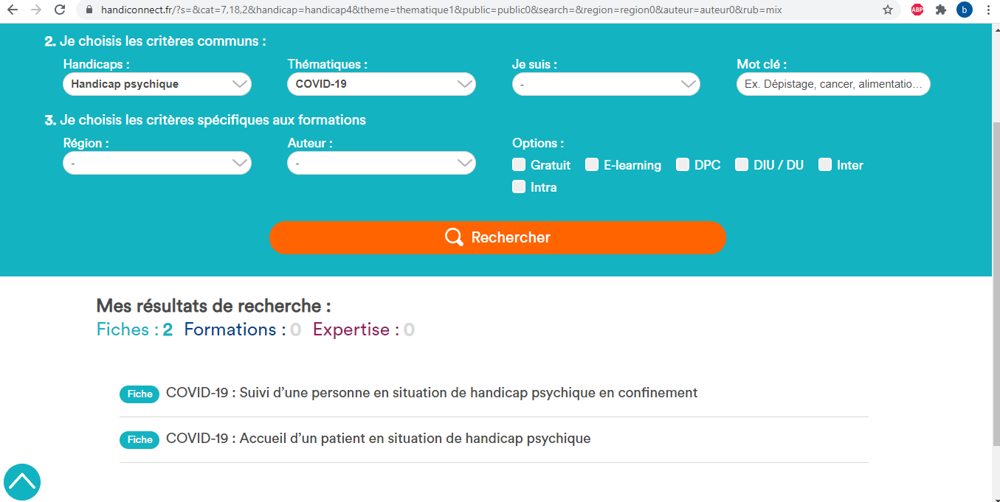 handiconnect.fr/?s=&cat=7,18,2&handicap=handicap4&theme=thematique1&public=public0&search=&region=region0&auteur=auteur0&rub=mix
ABP
b
2. Je choisis les critères communs :
Handicaps : Thématiques : Je suis : Mot clé :
Handicap psychique COVID-19 - Ex. Dépistage, cancer, alimentatio...
3. Je choisis les critères spécifiques aux formations
Région : Auteur : Options :
- - Gratuit E-learning DPC DIU / DU Inter
Intra
Rechercher
Mes résultats de recherche :
Fiches : 2 Formations : 0 Expertise : 0
Fiche COVID-19 : Suivi d’une personne en situation de handicap psychique en confinement
Fiche COVID-19 : Accueil d’un patient en situation de handicap psychique